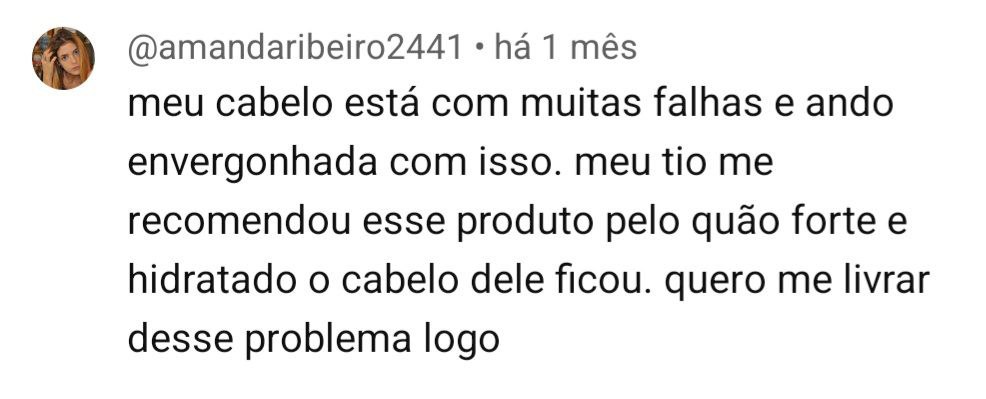 @amandaribeiro2441 • há 1 mês
meu cabelo está com muitas falhas e ando
envergonhada com isso. meu tio me
recomendou esse produto pelo quão forte e
hidratado o cabelo dele ficou. quero me livrar
desse problema logo